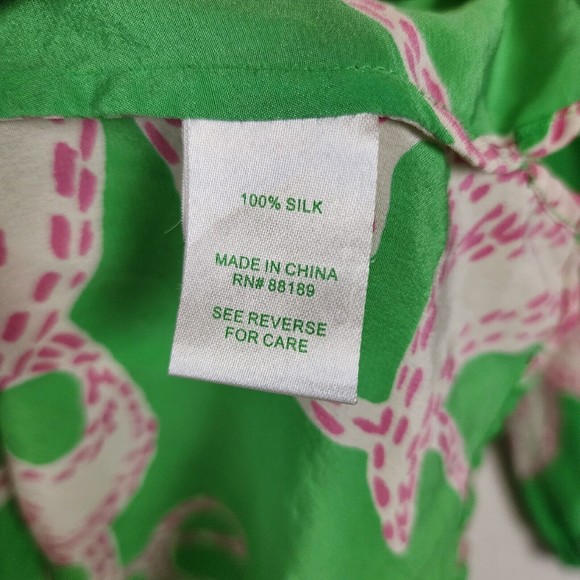 100% SILK
MADE IN CHINA
RN# 88189
SEE REVERSE
FOR CARE